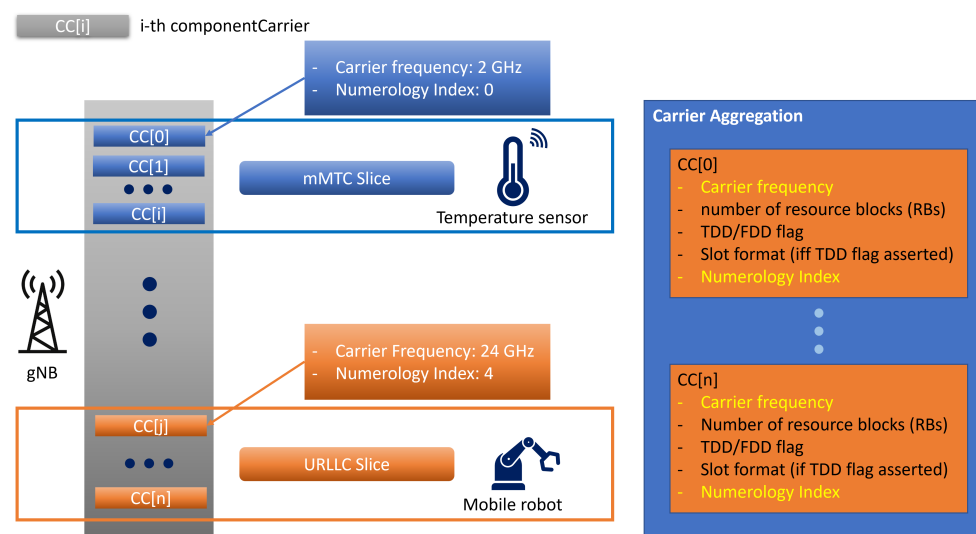 CC[i]
i-th componentCarrier
- Carrier frequency: 2 GHz
- Numerology Index: 0
CC[0]
CC[1]
CC[i]
mMTC Slice
Temperature sensor
gNB
- Carrier Frequency: 24 GHz
- Numerology Index: 4
CC[j]
CC[n]
URLLC Slice
Mobile robot
Carrier Aggregation
CC[0]
- Carrier frequency
- number of resource blocks (RBs)
- TDD/FDD flag
- Slot format (iff TDD flag asserted)
- Numerology Index
CC[n]
- Carrier frequency
- Number of resource blocks (RBs)
- TDD/FDD flag
- Slot format (if TDD flag asserted)
- Numerology Index